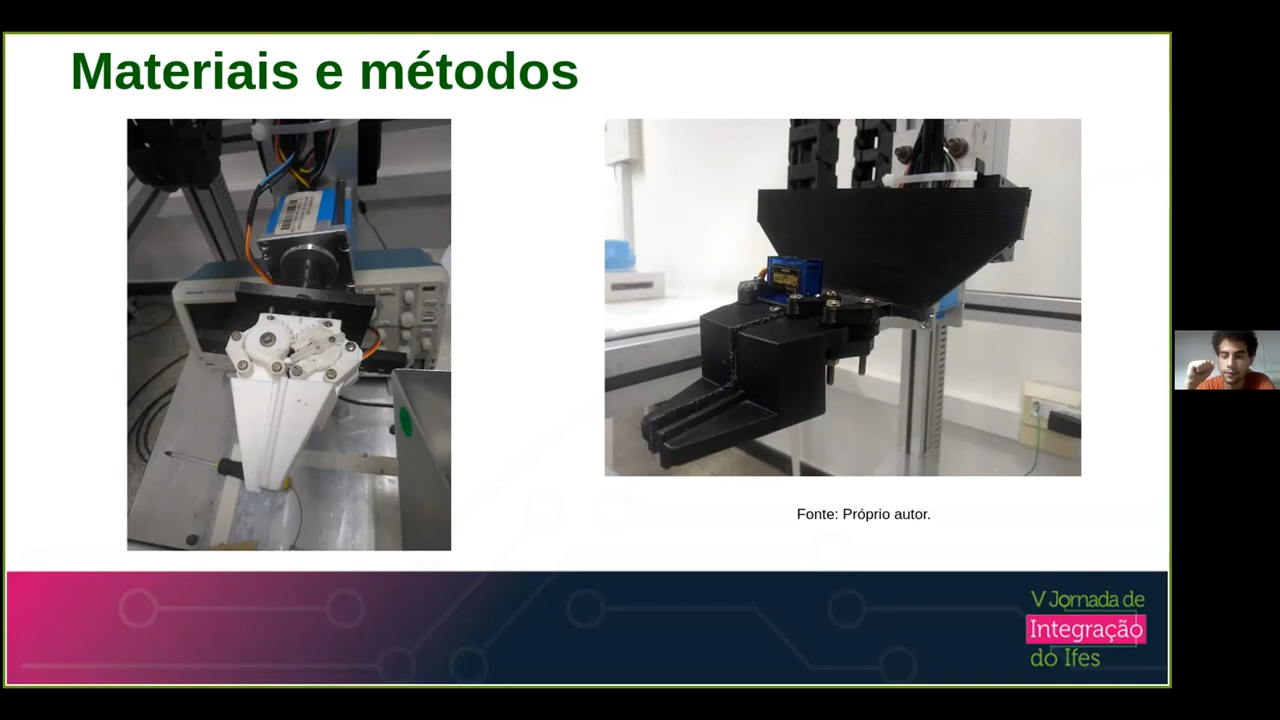 Materiais e métodos
Fonte: Próprio autor.
V Jornada de
Integração
do Ifes